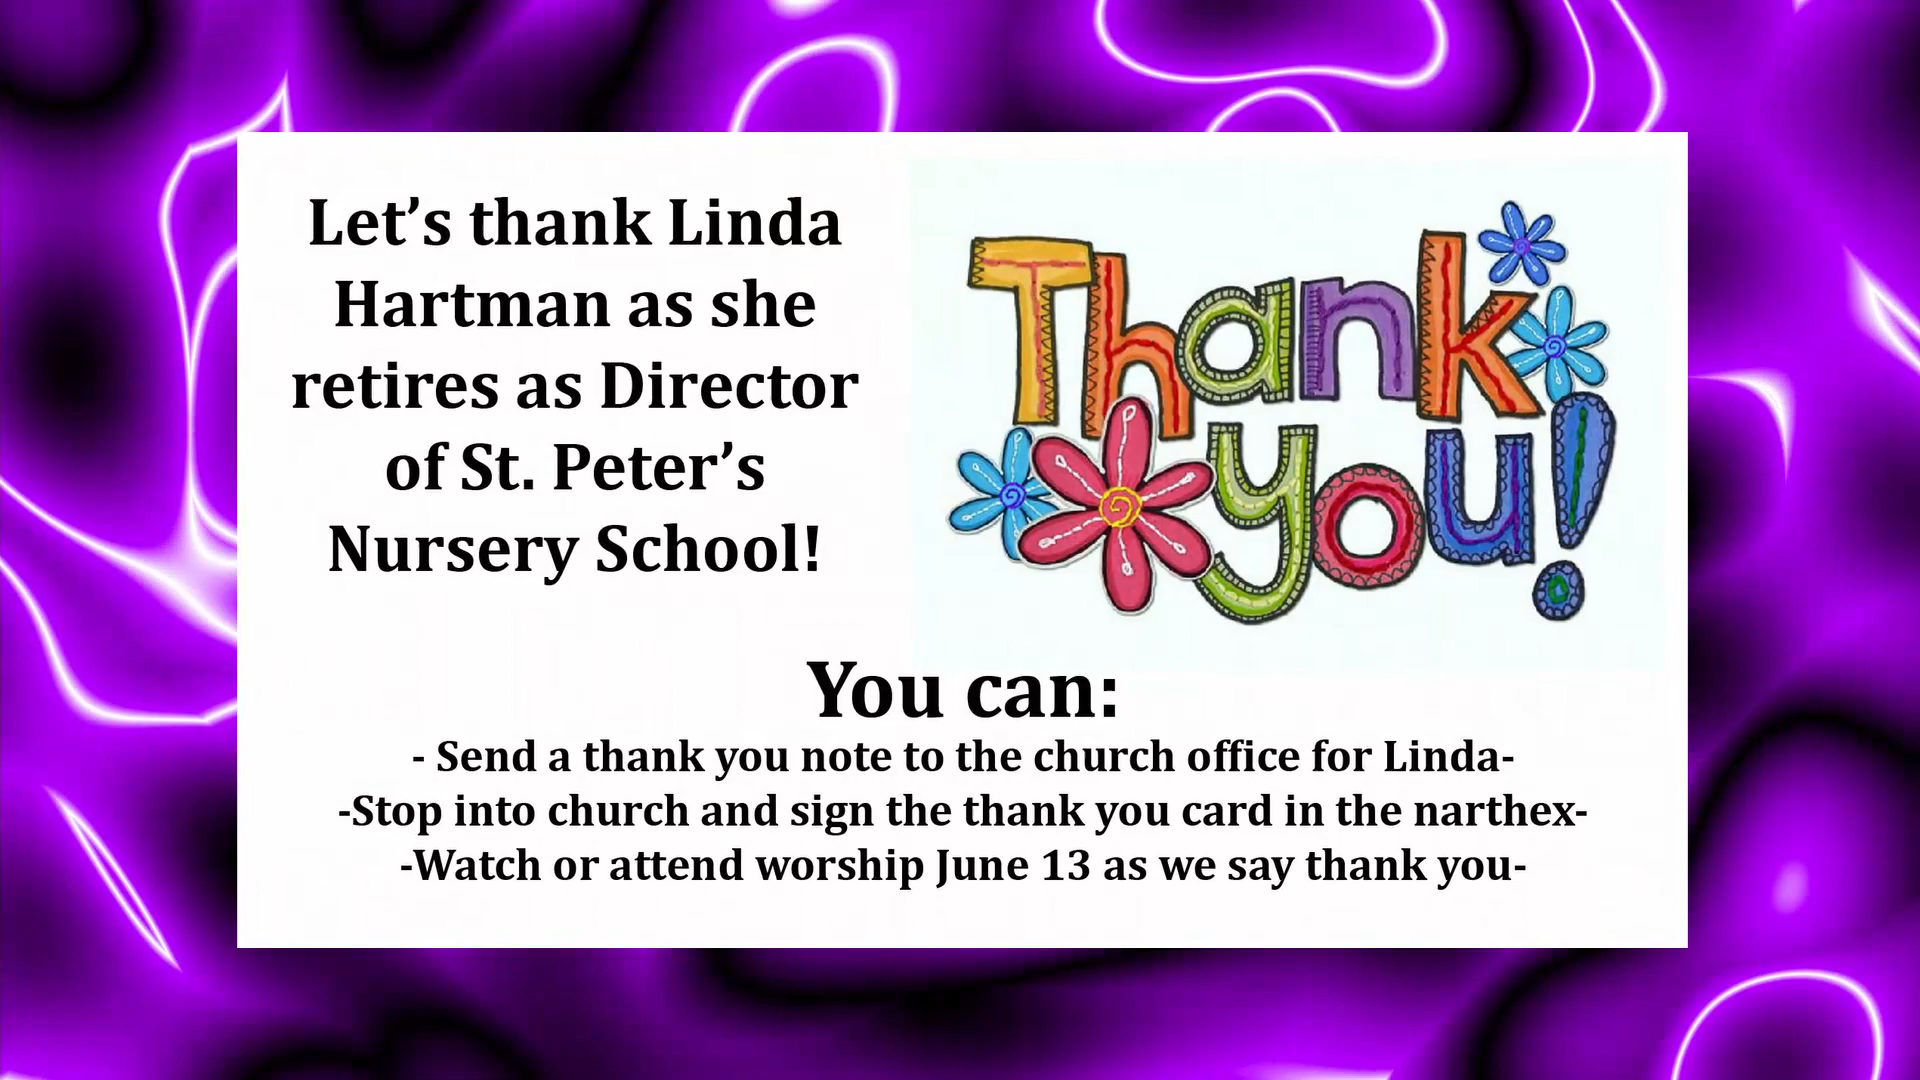 Let’s thank Linda
Hartman as she
retires as Director
of St. Peter’s
Nursery School!
Thank
you!
You can:
- Send a thank you note to the church office for Linda-
-Stop into church and sign the thank you card in the narthex-
-Watch or attend worship June 13 as we say thank you-